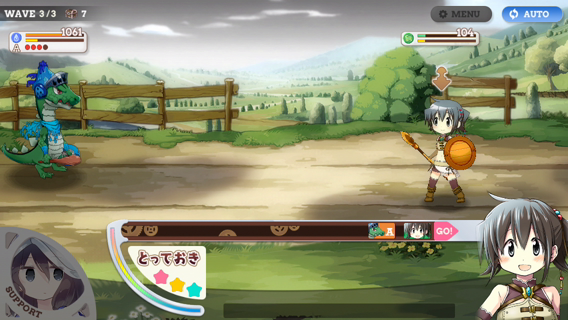 WAVE 3/3 7
MENU
AUTO
1061
A
104
A GO!
とっておき
SUPPORT